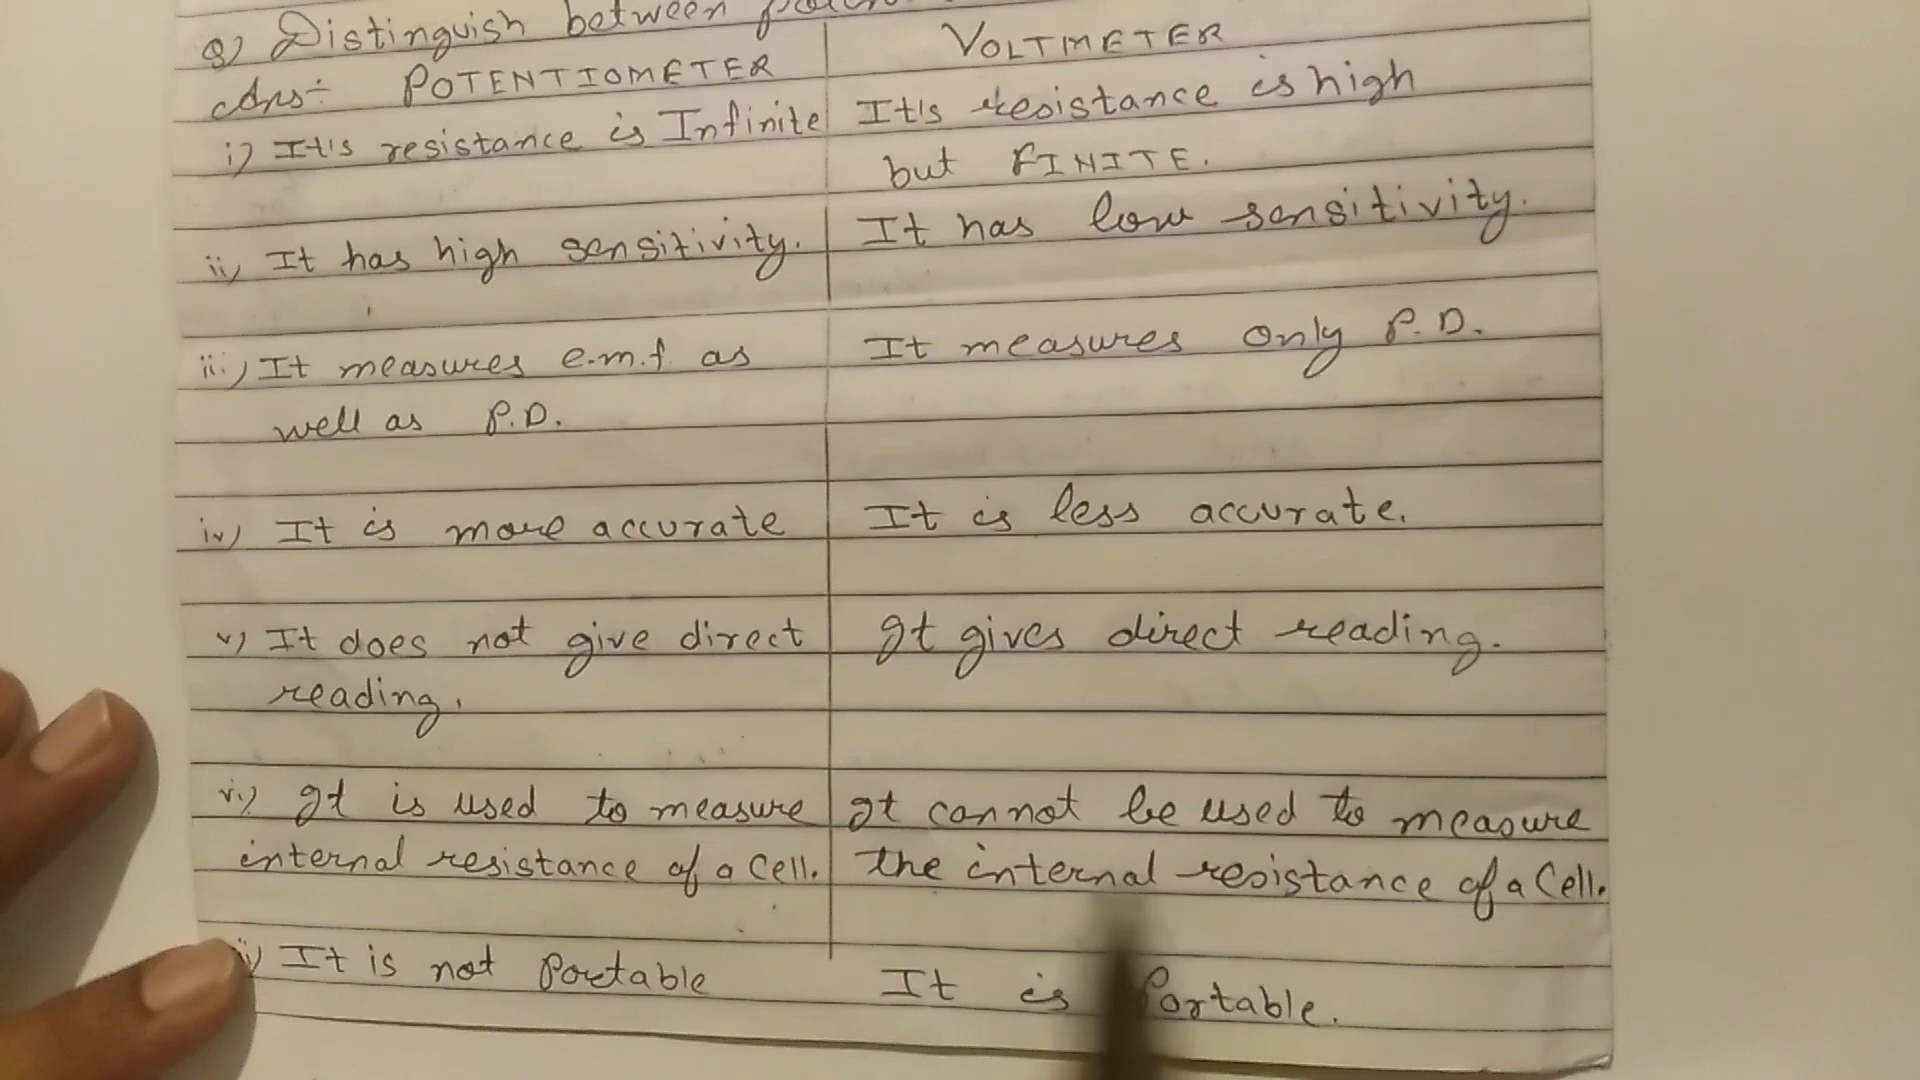 Q) Distinguish between
POTENTIOMETER
VOLTMETER
Ans:-
i) It's resistance is Infinite
It's resistance is high
but FINITE.
ii) It has high sensitivity.
It has low sensitivity.
iii) It measures e.m.f as
well as P.D.
It measures only P.D.
iv) It is more accurate
It is less accurate.
v) It does not give direct
reading.
It gives direct reading.
vi) It is used to measure
internal resistance of a Cell.
It cannot be used to measure
the internal resistance of a Cell.
It is not Portable
It is Portable.